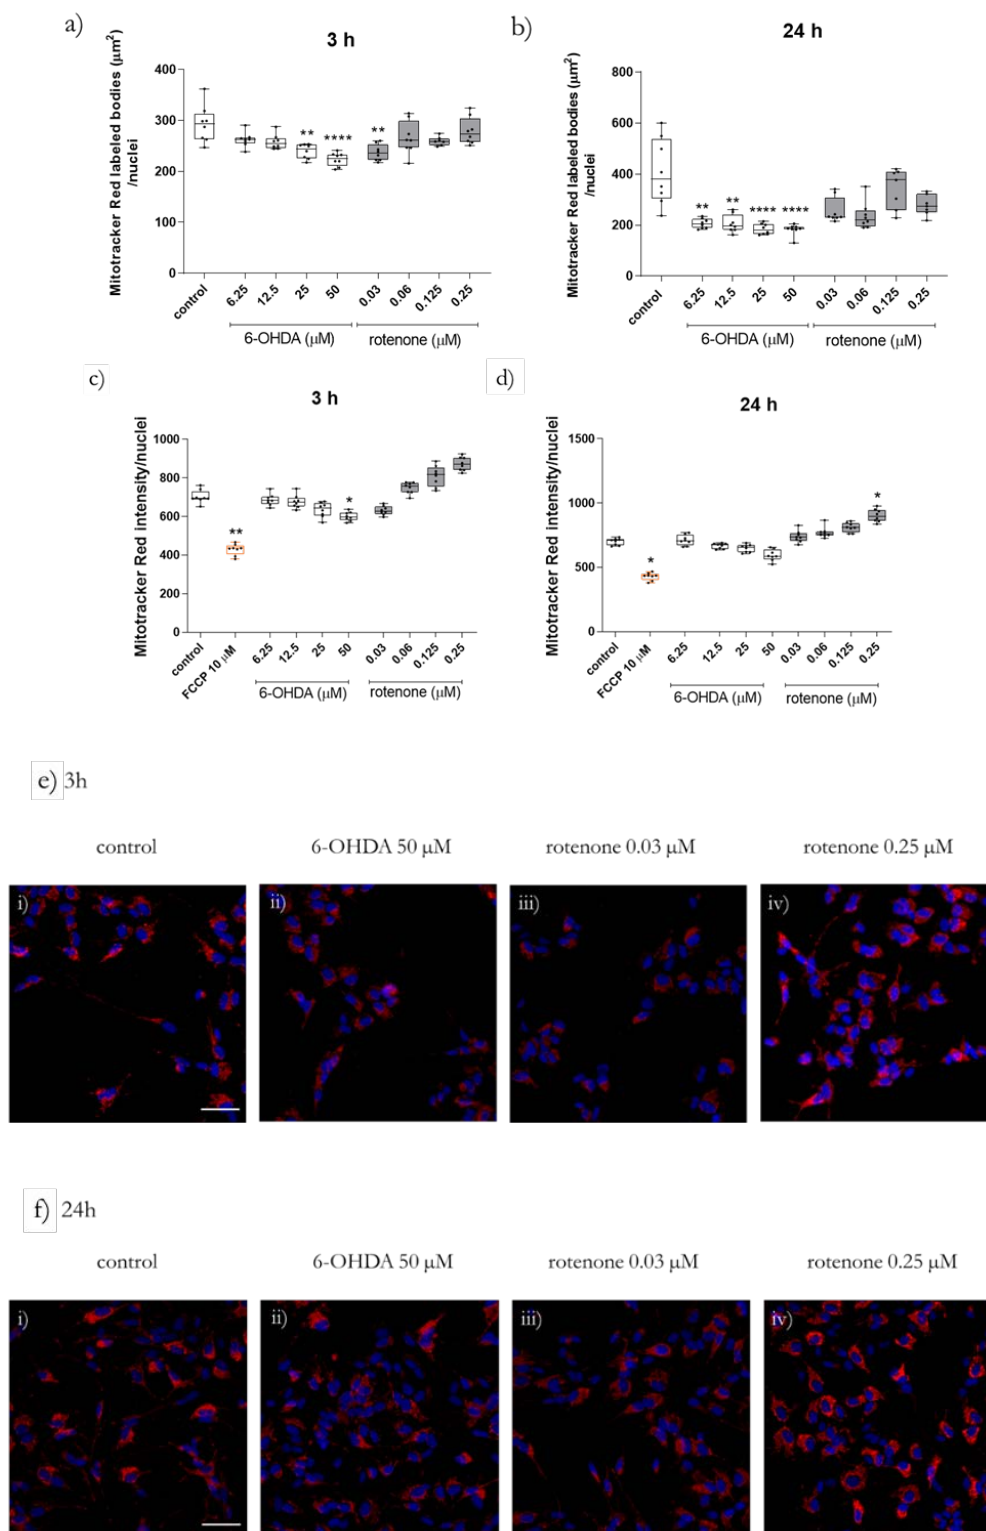 a)
3 h
Mitotracker Red labeled bodies (µm²)
/nuclei
400
300
200
100
0
** **** **
control 6.25 12.5 25 50 0.03 0.06 0.125 0.25
6-OHDA (µM) rotenone (µM)
b)
24 h
Mitotracker Red labeled bodies (µm²)
/nuclei
800
600
400
200
0
** ** **** ****
control 6.25 12.5 25 50 0.03 0.06 0.125 0.25
6-OHDA (µM) rotenone (µM)
c)
3 h
Mitotracker Red intensity/nuclei
1000
800
600
400
200
0
** *
control FCCP 10 µM 6.25 12.5 25 50 0.03 0.06 0.125 0.25
6-OHDA (µM) rotenone (µM)
d)
24 h
Mitotracker Red intensity/nuclei
1500
1000
500
0
* *
control FCCP 10 µM 6.25 12.5 25 50 0.03 0.06 0.125 0.25
6-OHDA (µM) rotenone (µM)
e) 3h
control 6-OHDA 50 µM rotenone 0.03 µM rotenone 0.25 µM
i) ii) iii) iv)
f) 24h
control 6-OHDA 50 µM rotenone 0.03 µM rotenone 0.25 µM
i) ii) iii) iv)